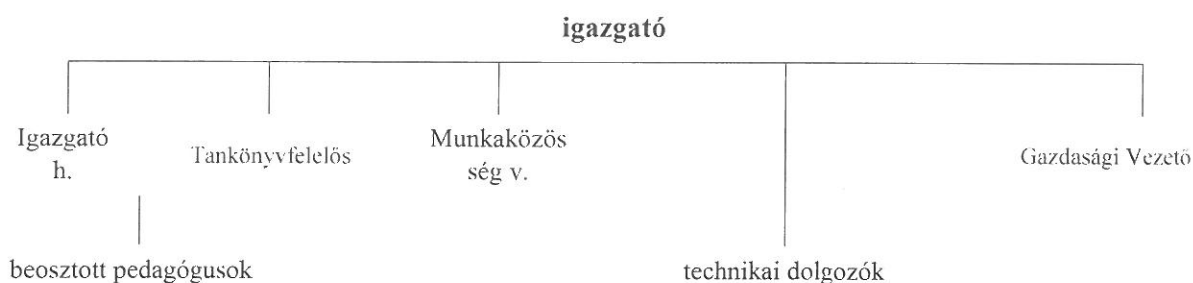 igazgató
Igazgató
h.
Tankönyvfelelős
Munkaközös
ség v.
Gazdasági Vezető
beosztott pedagógusok
technikai dolgozók